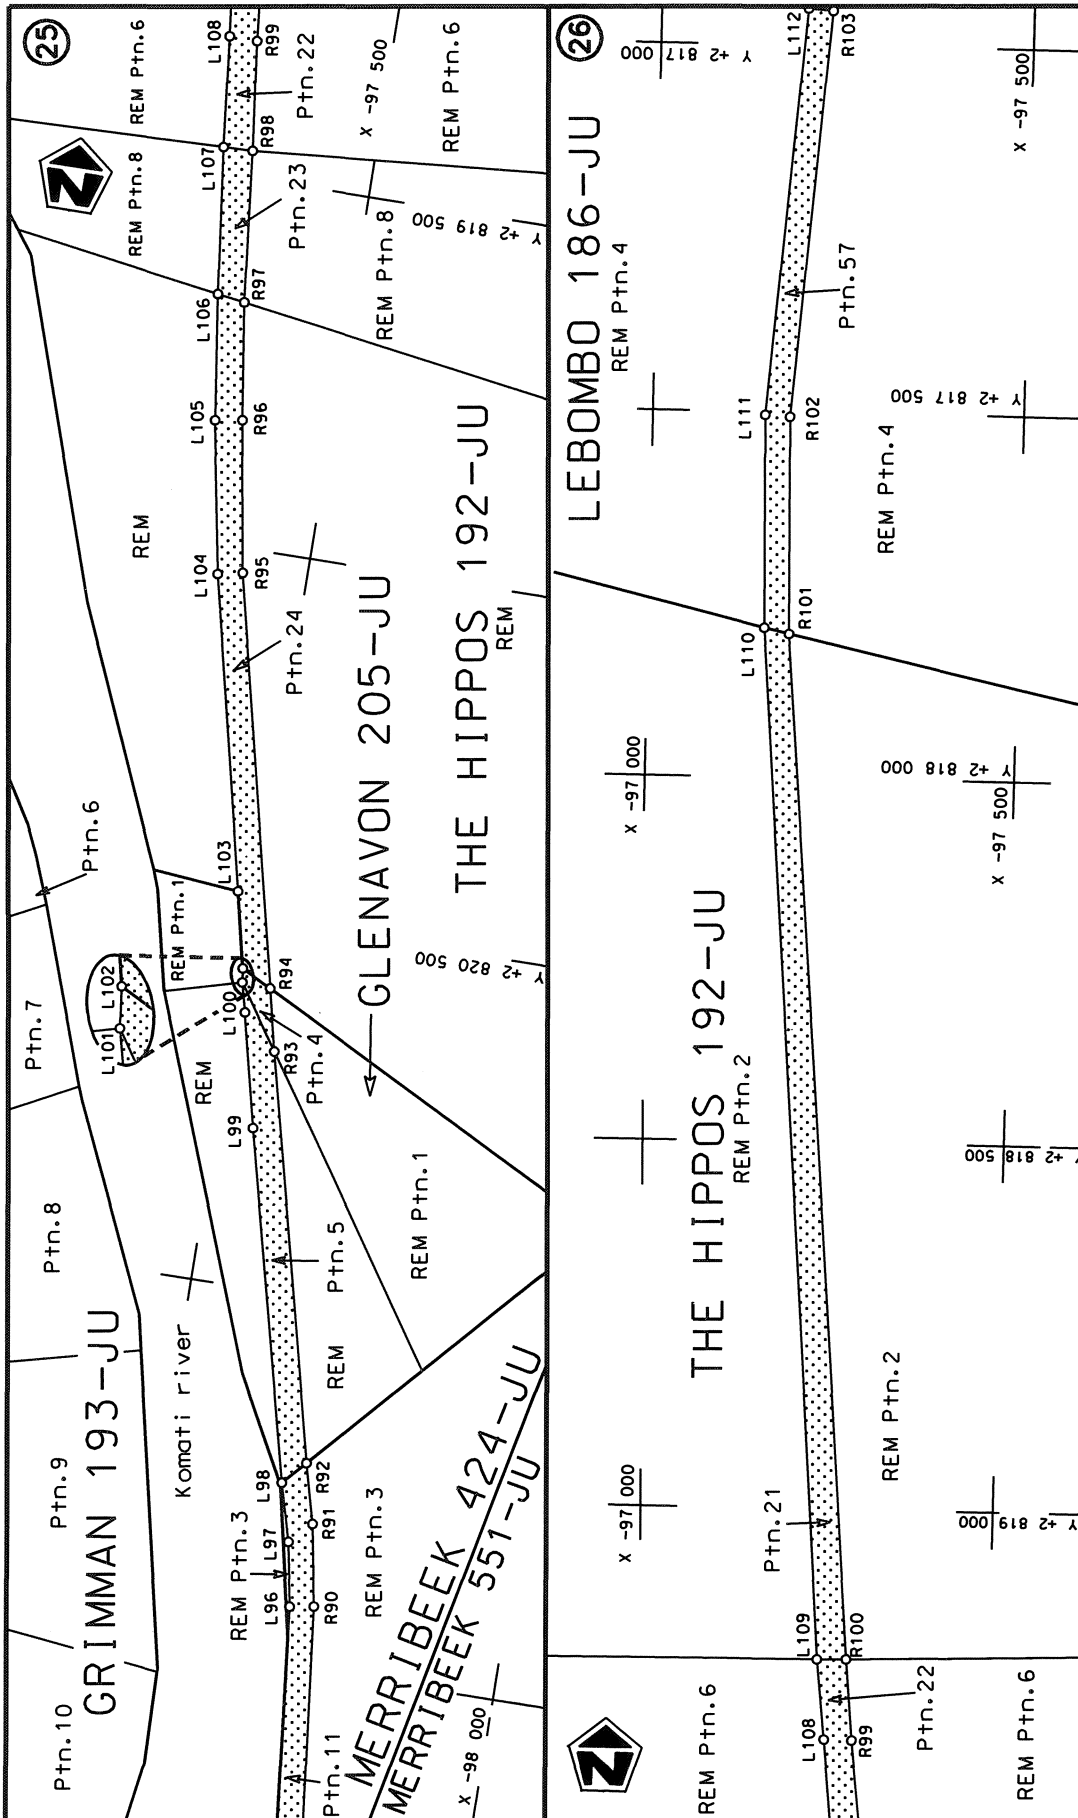 25
Z
REM Ptn.6
L108
R99
Ptn.22
X -97 500
REM Ptn.6
REM Ptn.8
L107
R98
Ptn.23
REM Ptn.8
Y +2 819 500
L106
R97
L105
R96
REM
L104
R95
Ptn.24
THE HIPPOS 192-JU
REM
GLENAVON 205-JU
Ptn.6
L103
REM Ptn.1
Ptn.7
L102
L101
L100
R94
Y +2 820 500
R93
Ptn.4
REM
L99
Ptn.8
Ptn.5
REM Ptn.1
GRIMMAN 193-JU
Komati river
REM
Ptn.9
L98
R92
L97
R91
REM Ptn.3
L96
R90
REM Ptn.3
MERRIBEEK 424-JU
MERRIBEEK 551-JU
Ptn.10
Ptn.11
X -98 000
26
Y +2 817 000
L112
R103
X -97 500
LEBOMBO 186-JU
REM Ptn.4
Ptn.57
L111
R102
Y +2 817 500
REM Ptn.4
L110
R101
X -97 000
Y +2 818 000
X -97 500
THE HIPPOS 192-JU
REM Ptn.2
Y +2 818 500
REM Ptn.2
X -97 000
Ptn.21
Y +2 819 000
L109
R100
REM Ptn.6
L108
R99
Ptn.22
REM Ptn.6
Z